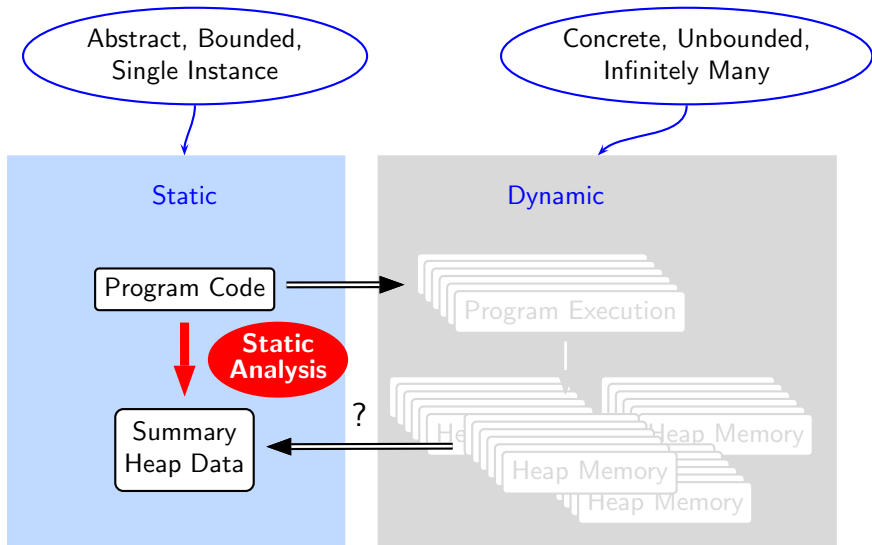 Abstract, Bounded,
Single Instance
Concrete, Unbounded,
Infinitely Many
Static
Dynamic
Program Code
Program Execution
Static
Analysis
?
Summary
Heap Data
He
Heap Memory
Heap Memory
Heap Memory